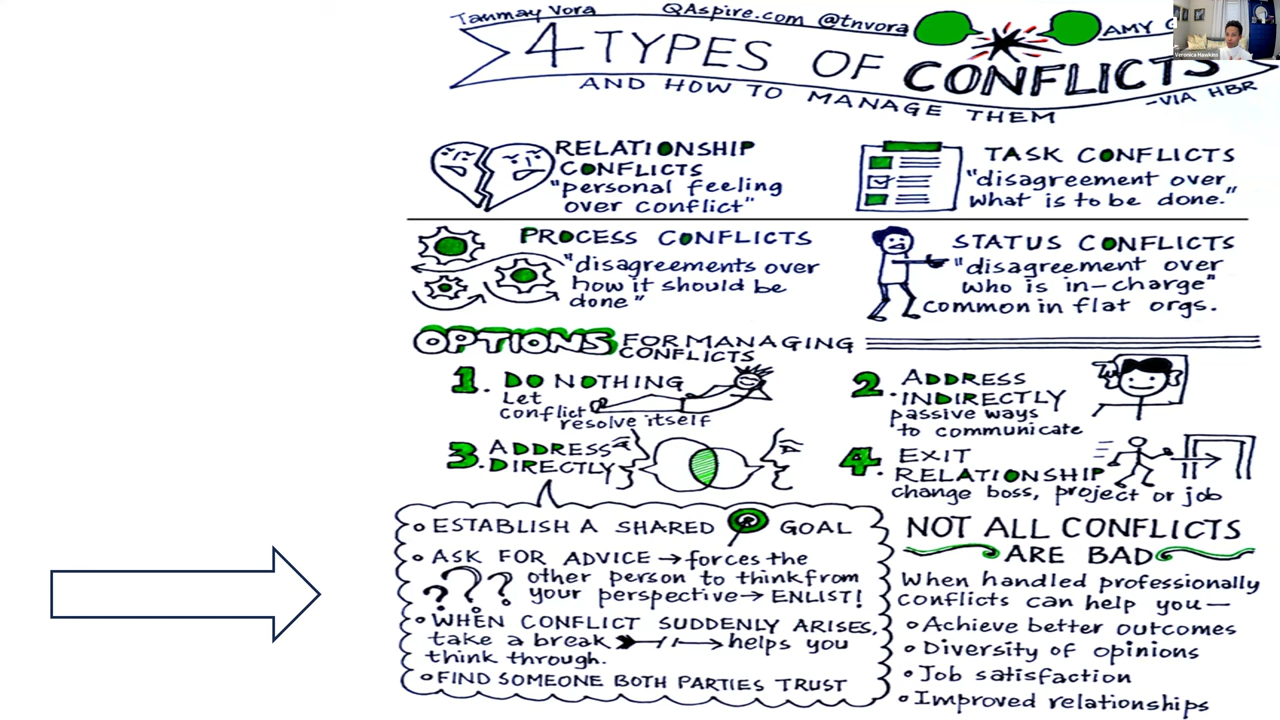 Tanmay Vora QAspire.com @tnvora
AMY
Veronica Hawkins
4 TYPES OF CONFLICTS
AND HOW TO MANAGE THEM
-VIA HBR
RELATIONSHIP
CONFLICTS
"personal feeling
over conflict"
TASK CONFLICTS
"disagreement over
what is to be done."
PROCESS CONFLICTS
"disagreements over
how it should be
done"
STATUS CONFLICTS
"disagreement over
who is in-charge"
common in flat orgs.
OPTIONS FOR MANAGING
CONFLICTS
1. DO NOTHING
Let
conflict
resolve itself
2. ADDRESS
INDIRECTLY
passive ways
to communicate
3. ADDRESS
DIRECTLY
4. EXIT
RELATIONSHIP
change boss, project or job
• ESTABLISH A SHARED GOAL
• ASK FOR ADVICE → forces the
other person to think from
your perspective → ENLIST!
? ? ?
• WHEN CONFLICT SUDDENLY ARISES,
take a break → helps you
think through.
• FIND SOMEONE BOTH PARTIES TRUST
NOT ALL CONFLICTS
ARE BAD
When handled professionally
conflicts can help you—
• Achieve better outcomes
• Diversity of opinions
• Job satisfaction
• Improved relationships